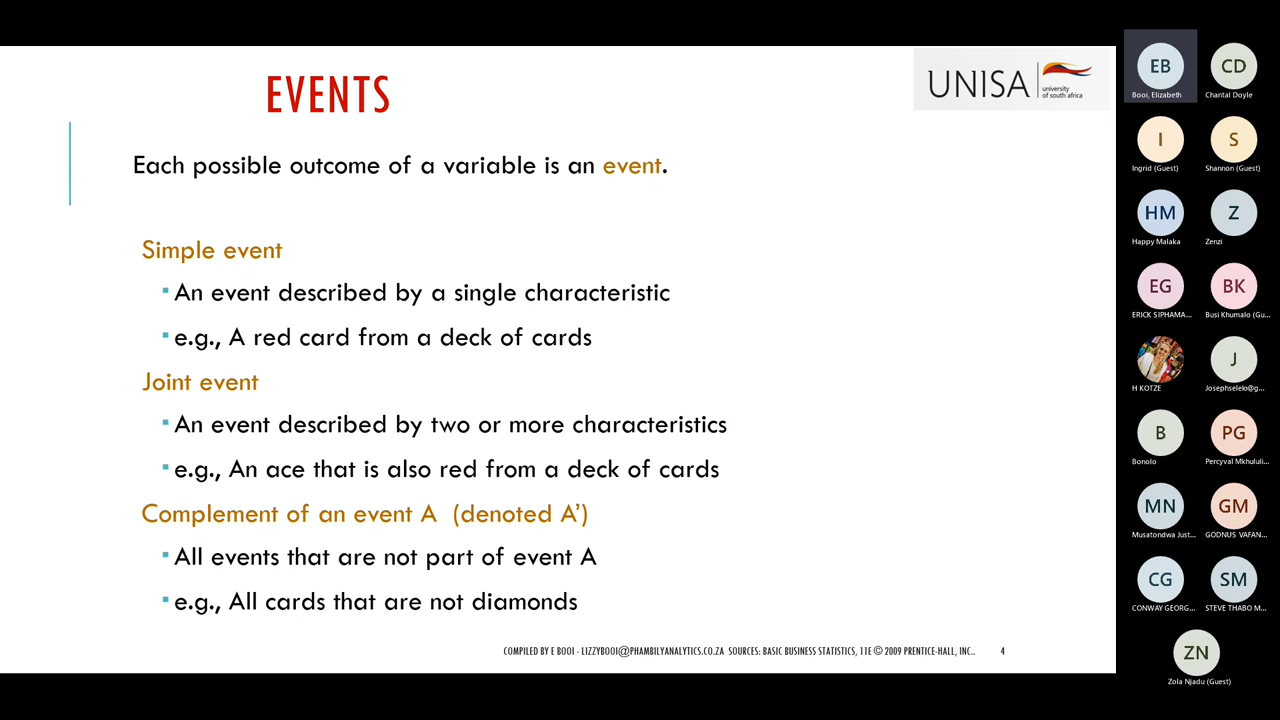 EVENTS
UNISA
university
of south africa
Each possible outcome of a variable is an event.
Simple event
▪ An event described by a single characteristic
▪ e.g., A red card from a deck of cards
Joint event
▪ An event described by two or more characteristics
▪ e.g., An ace that is also red from a deck of cards
Complement of an event A (denoted A’)
▪ All events that are not part of event A
▪ e.g., All cards that are not diamonds
COMPILED BY E BOOI - LIZZYBOOI@PHAMBILYANALYTICS.CO.ZA SOURCES: BASIC BUSINESS STATISTICS, 11E © 2009 PRENTICE-HALL, INC.. 4
EB CD
Booi, Elizabeth Chantal Doyle
I S
Ingrid (Guest) Shannon (Guest)
HM Z
Happy Malaka Zenzi
EG BK
ERICK SIPHAMA... Busi Khumalo (Gu...
J
H KOTZE Josephselelo@g...
B PG
Bonolo Percyval Mkhululi...
MN GM
Musatondwa Just... GODNUS VAFAN...
CG SM
CONWAY GEORG... STEVE THABO M...
ZN
Zola Njadu (Guest)